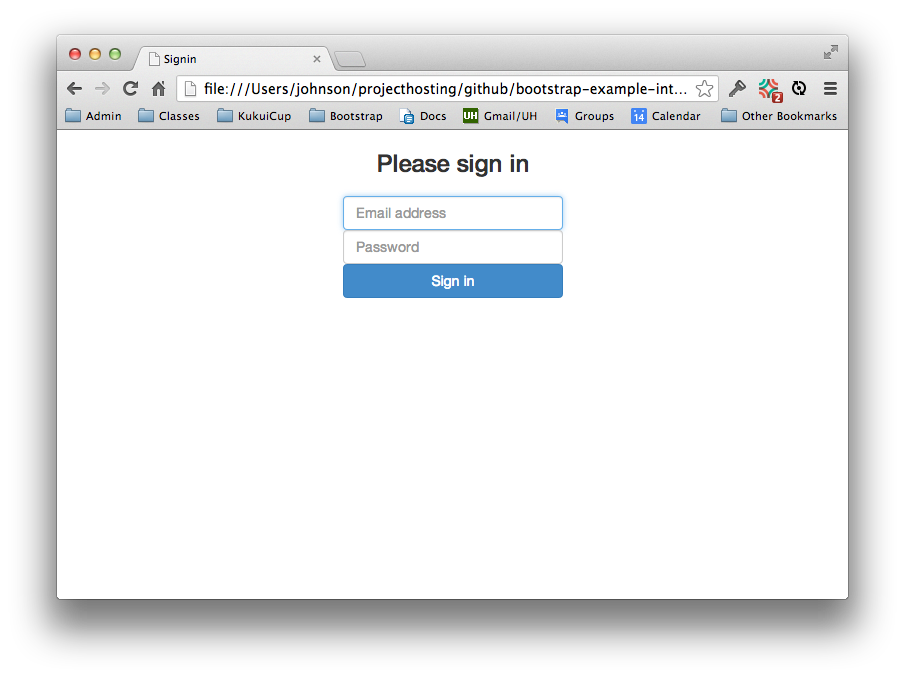 Signin
file:///Users/johnson/projecthosting/github/bootstrap-example-int...
2
Admin Classes KukuiCup Bootstrap Docs UH Gmail/UH Groups 14 Calendar Other Bookmarks
Please sign in
Email address
Password
Sign in